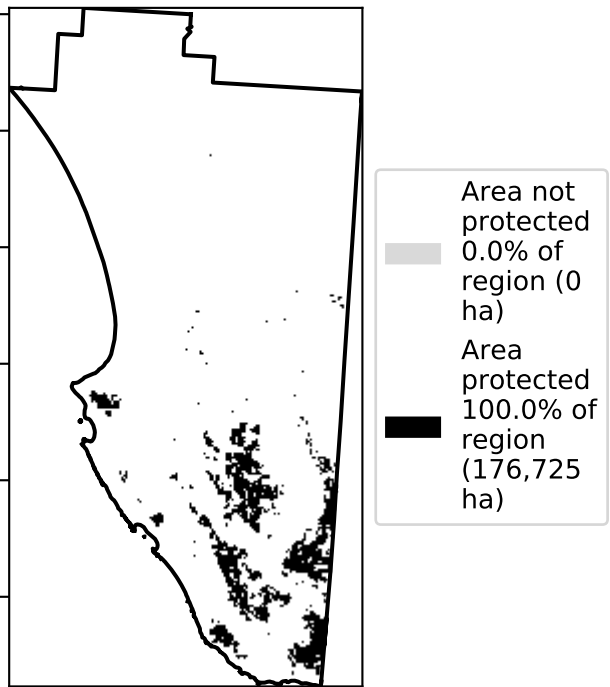 Area not
protected
0.0% of
region (0
ha)
Area
protected
100.0% of
region
(176,725
ha)